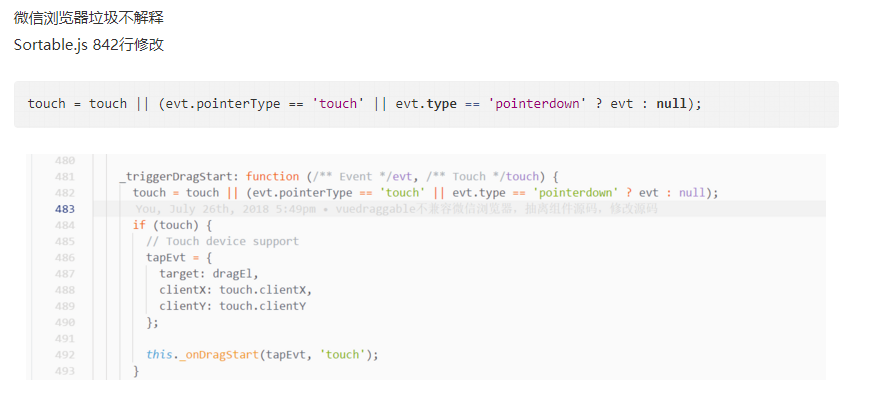 微信浏览器垃圾不解释
Sortable.js 842行修改
touch = touch || (evt.pointerType == 'touch' || evt.type == 'pointerdown' ? evt : null);
480
481 _triggerDragStart: function (/** Event */evt, /** Touch */touch) {
482 touch = touch || (evt.pointerType == 'touch' || evt.type == 'pointerdown' ? evt : null);
483 You, July 26th, 2018 5:49pm • vuedraggable不兼容微信浏览器，抽离组件源码，修改源码
484 if (touch) {
485 // Touch device support
486 tapEvt = {
487 target: dragEl,
488 clientX: touch.clientX,
489 clientY: touch.clientY
490 };
491
492 this._onDragStart(tapEvt, 'touch');
493 }